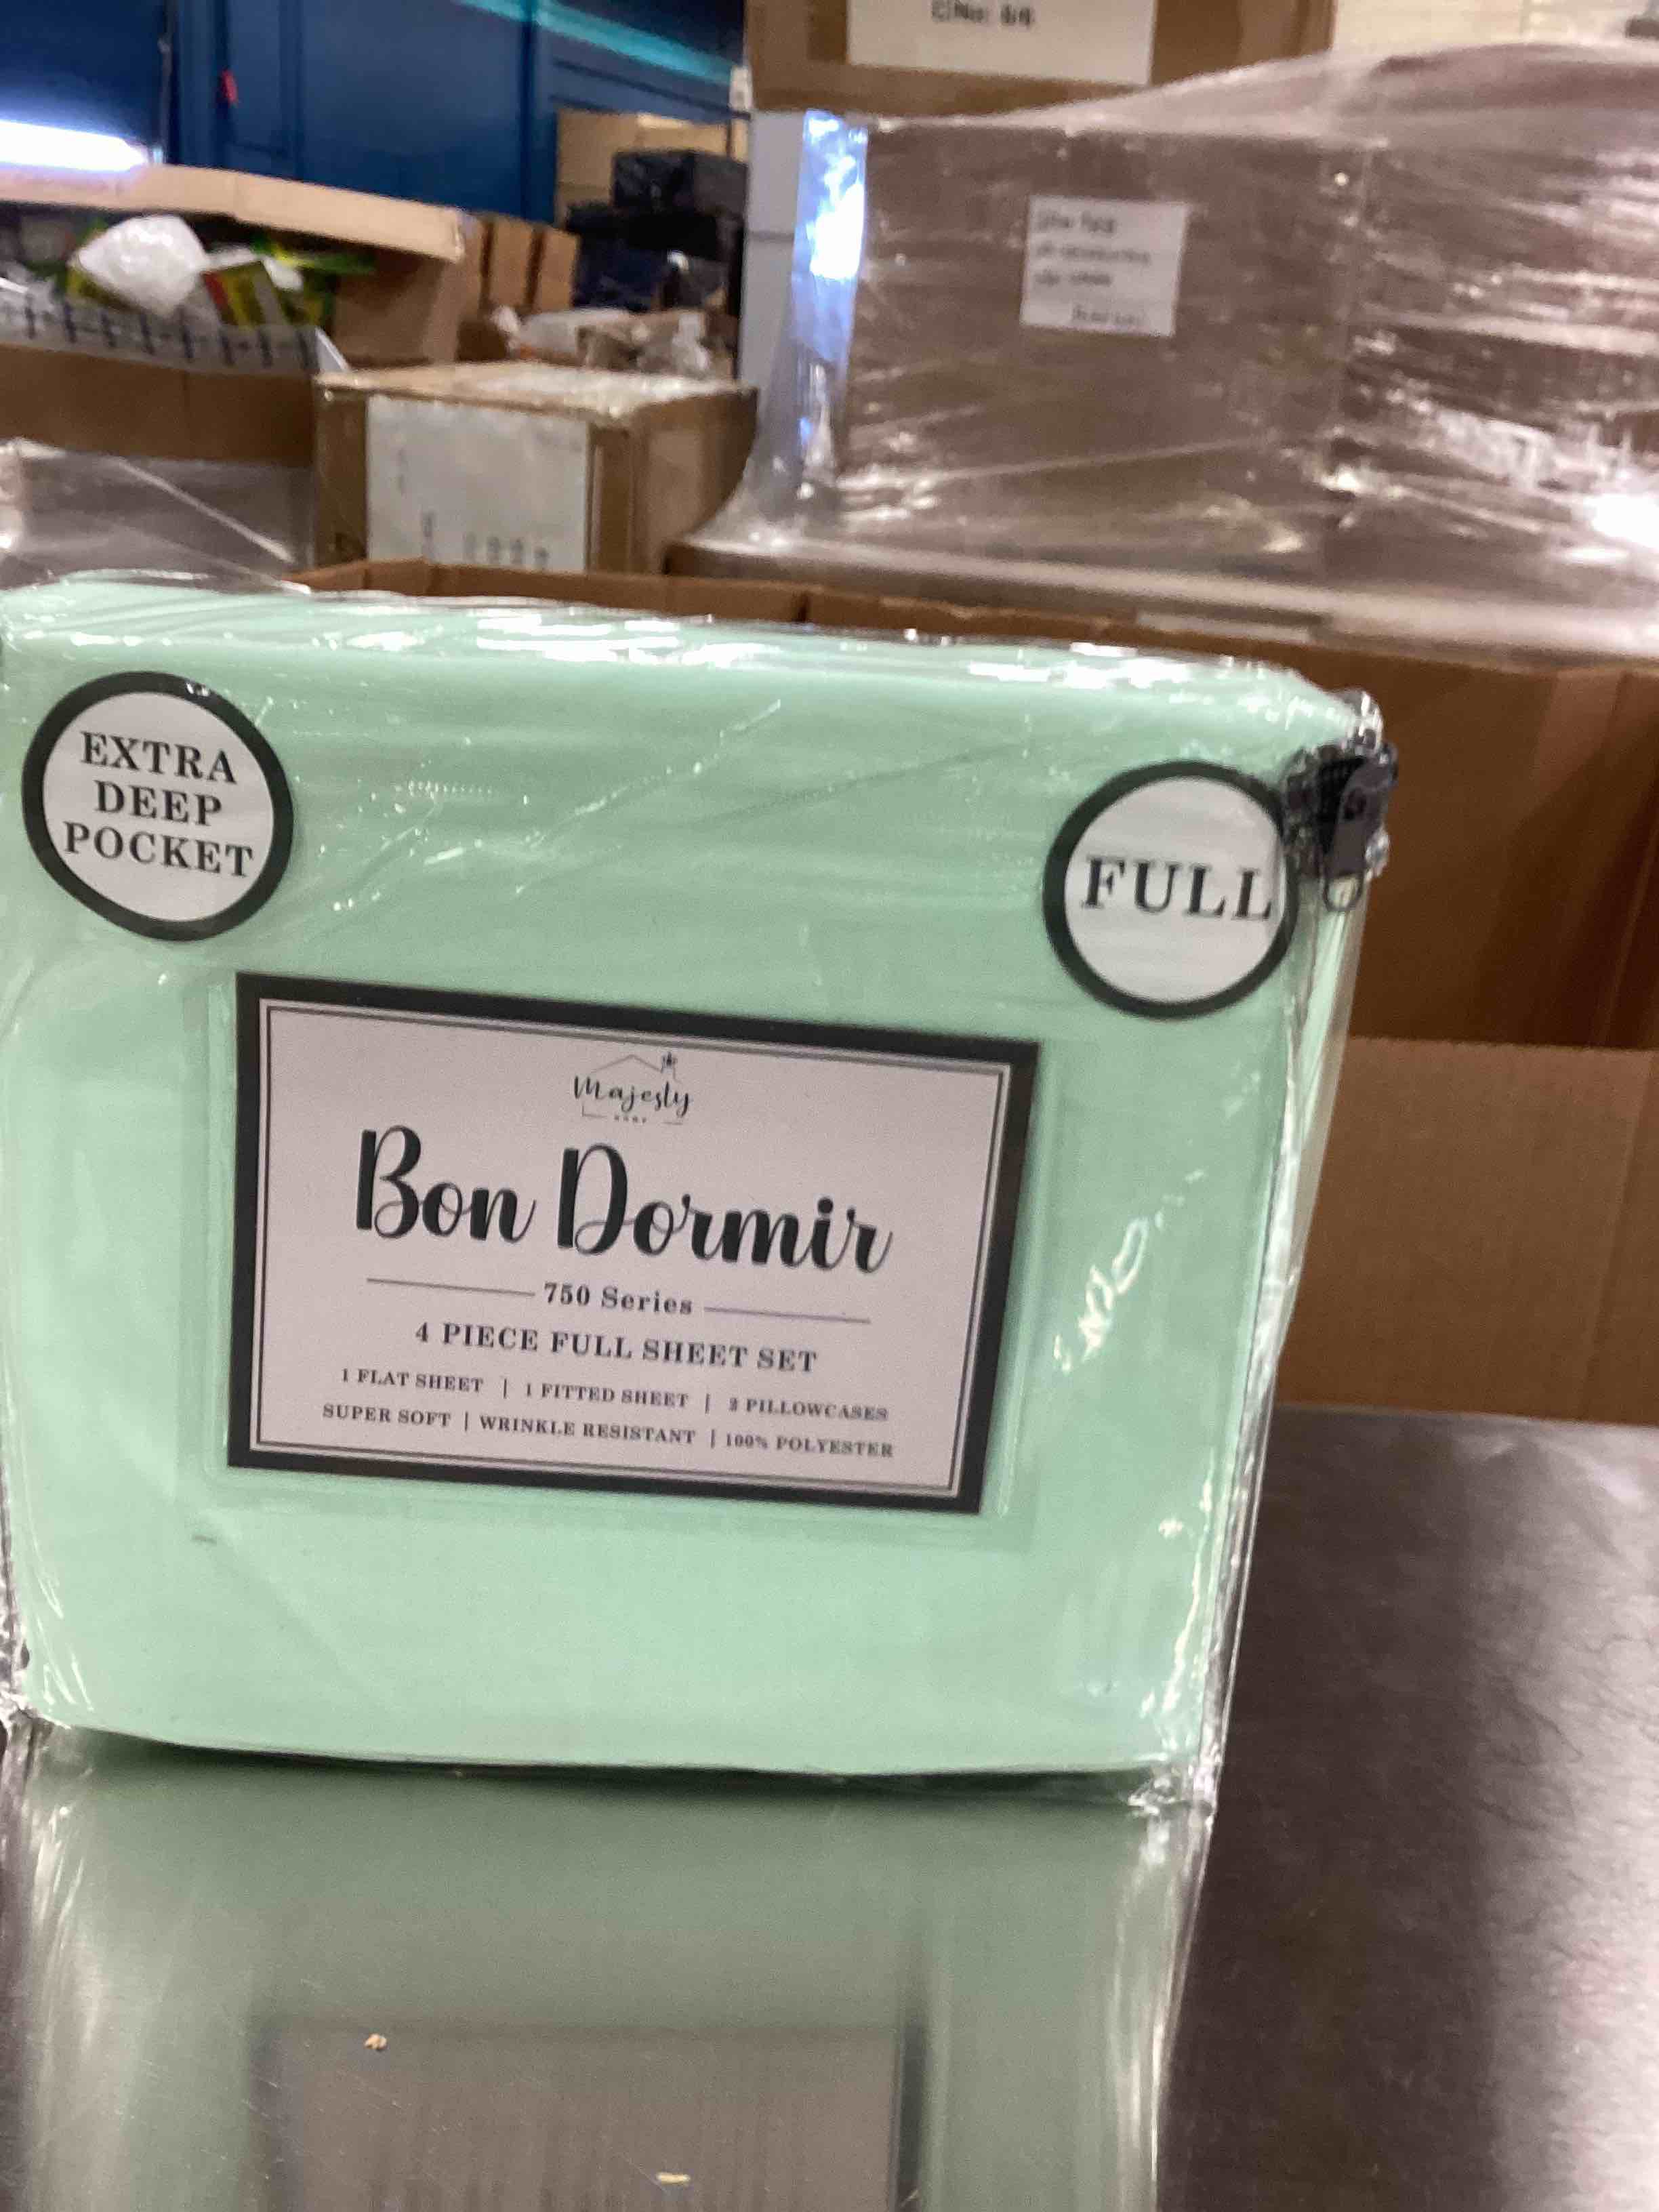 EXTRA
DEEP
POCKET
FULL
Majesty
HOME
Bon Dormir
750 Series
4 PIECE FULL SHEET SET
1 FLAT SHEET | 1 FITTED SHEET | 2 PILLOWCASES
SUPER SOFT | WRINKLE RESISTANT | 100% POLYESTER